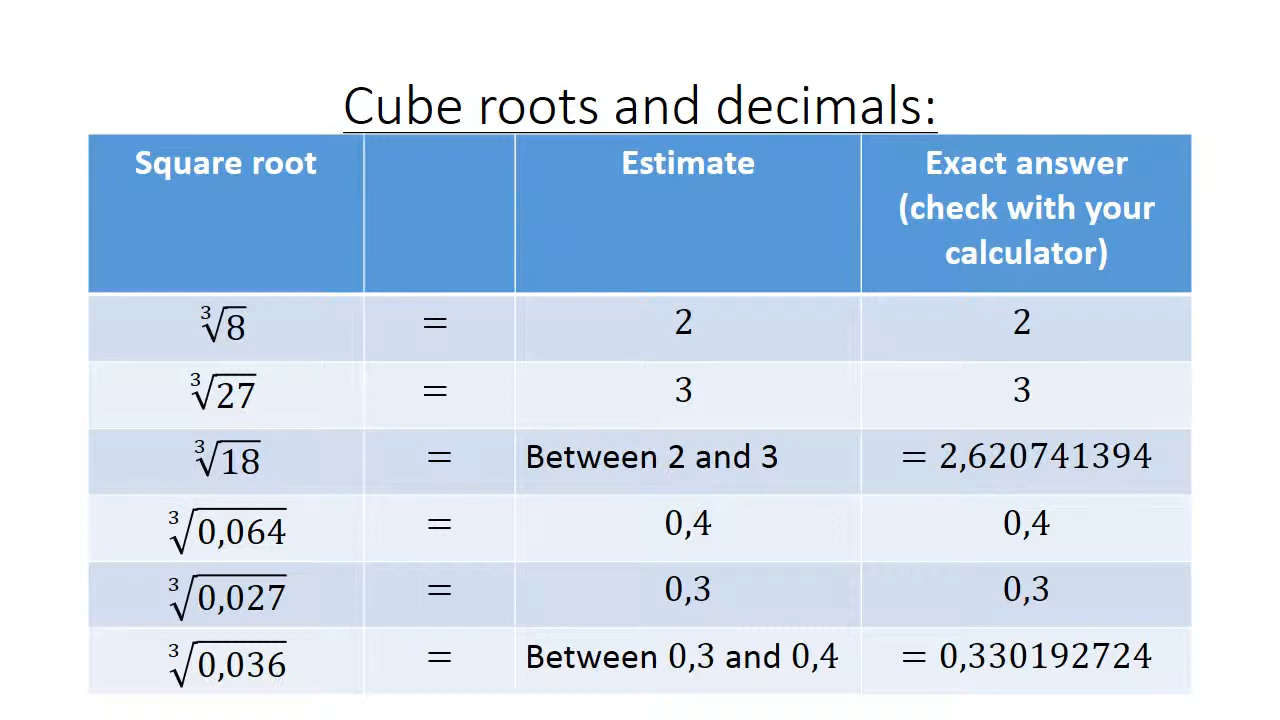 Cube roots and decimals:
Square root Estimate Exact answer
(check with your
calculator)
∛8 = 2 2
∛27 = 3 3
∛18 = Between 2 and 3 = 2,620741394
∛0,064 = 0,4 0,4
∛0,027 = 0,3 0,3
∛0,036 = Between 0,3 and 0,4 = 0,330192724